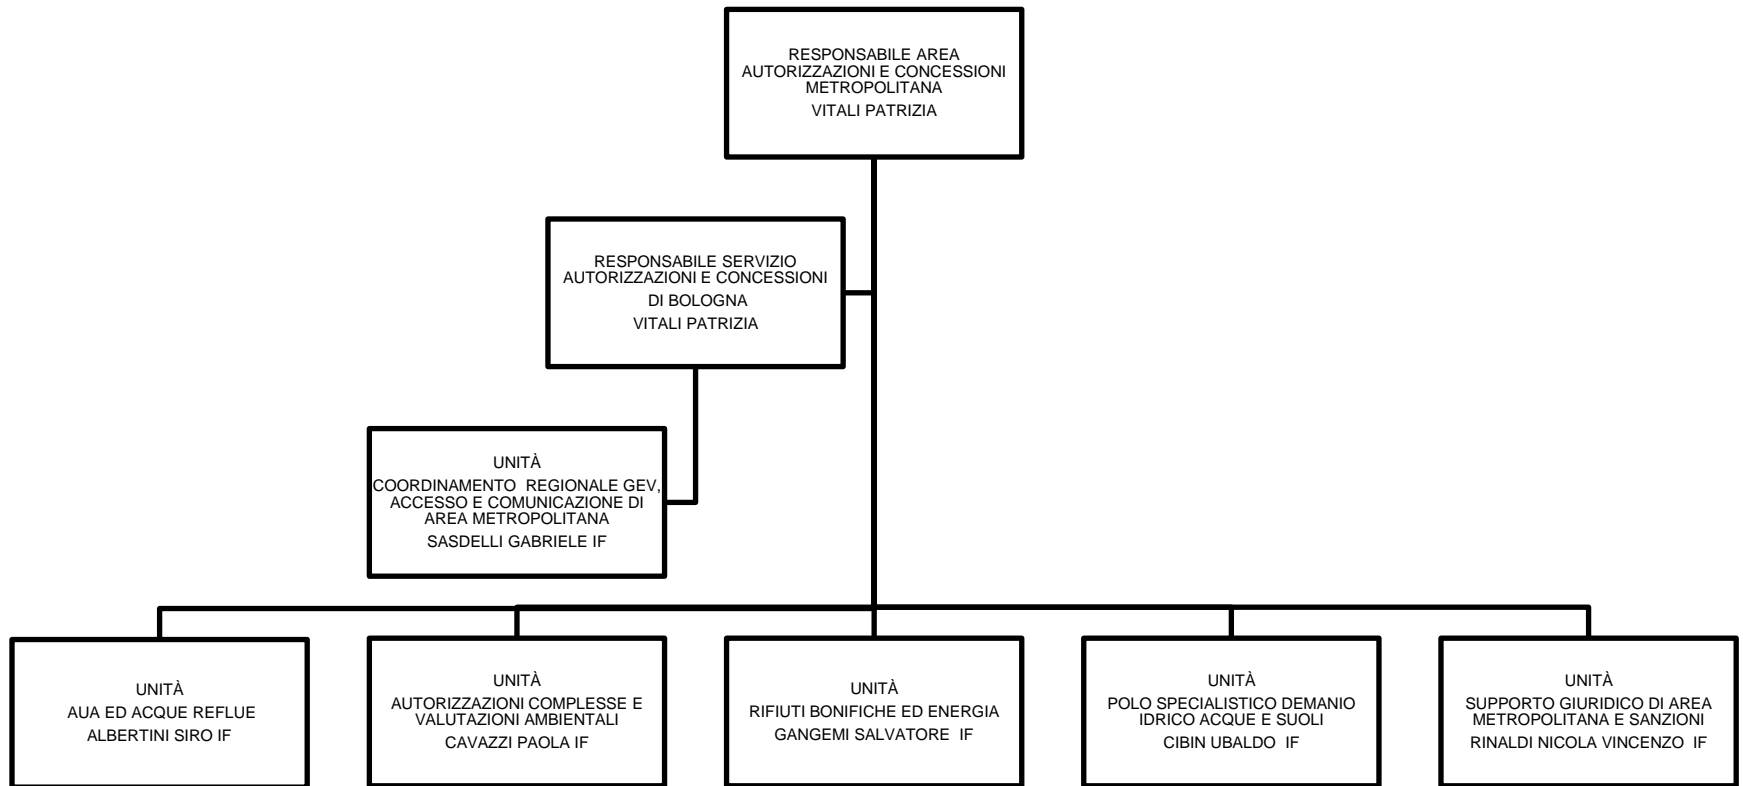 RESPONSABILE AREA
AUTORIZZAZIONI E CONCESSIONI
METROPOLITANA
VITALI PATRIZIA
RESPONSABILE SERVIZIO
AUTORIZZAZIONI E CONCESSIONI
DI BOLOGNA
VITALI PATRIZIA
UNITÀ
COORDINAMENTO REGIONALE GEV,
ACCESSO E COMUNICAZIONE DI
AREA METROPOLITANA
SASDELLI GABRIELE IF
UNITÀ
AUA ED ACQUE REFLUE
ALBERTINI SIRO IF
UNITÀ
AUTORIZZAZIONI COMPLESSE E
VALUTAZIONI AMBIENTALI
CAVAZZI PAOLA IF
UNITÀ
RIFIUTI BONIFICHE ED ENERGIA
GANGEMI SALVATORE IF
UNITÀ
POLO SPECIALISTICO DEMANIO
IDRICO ACQUE E SUOLI
CIBIN UBALDO IF
UNITÀ
SUPPORTO GIURIDICO DI AREA
METROPOLITANA E SANZIONI
RINALDI NICOLA VINCENZO IF